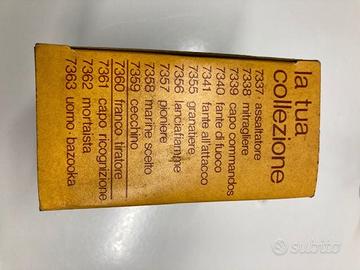 la tua
collezione
7337 - assaltatore
7338 mitragliere
7339 capo commandos
7340 fante di fuoco
7341 fante all'attacco
7355 granatiere
7356 lanciafiamme
7357 pioniere
7358 marine scelto
7359 cecchino
7360 franco tiratore
7361 capo ricognizione
7362 mortaista
7363 uomo-bazooka
subito